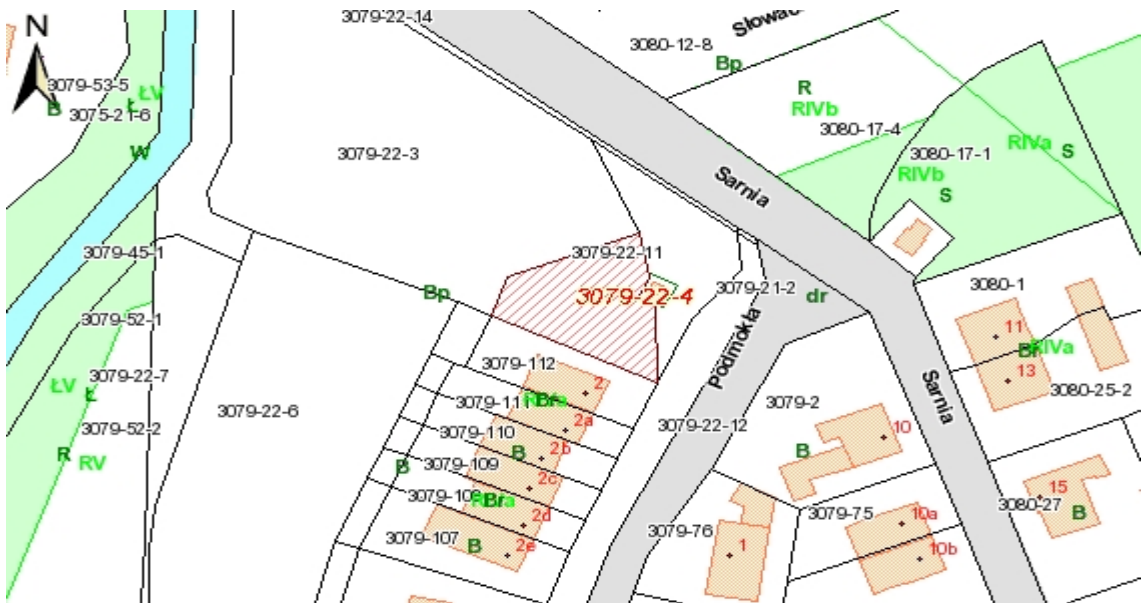 N
3079-22-14
Słowac
3080-12-8
Bp
3079-53-5
ŁV
B
Ł
3075-21-6
R
RIVb
3080-17-4
W
3079-22-3
3080-17-1
RIVa
S
RIVb
S
Sarnia
3079-45-1
3079-22-11
Bp
3079-22-4
3079-21-2
dr
3080-1
3079-52-1
Podmokła
11
Br
RIVa
3079-22-7
3079-112
13
ŁV
Ł
2
Sarnia
3080-25-2
3079-22-6
3079-111
Br
3079-2
3079-52-2
3079-110
2a
3079-22-12
10
R
RV
B
3079-109
B
2b
B
3079-108
Br
2c
15
3080-27
B
3079-107
2d
3079-76
3079-75
10a
B
2e
1
10b